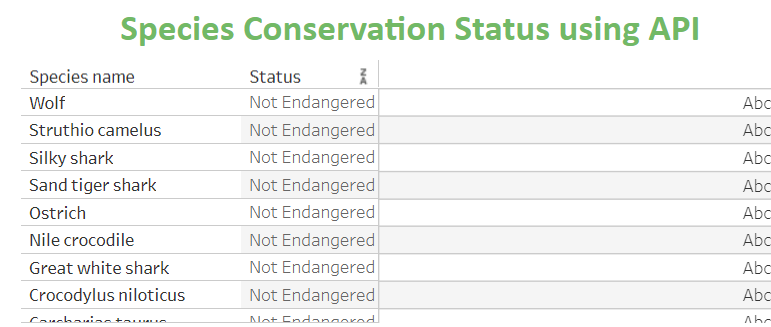 Species Conservation Status using API
Species name Status
Wolf Not Endangered Abc
Struthio camelus Not Endangered Abc
Silky shark Not Endangered Abc
Sand tiger shark Not Endangered Abc
Ostrich Not Endangered Abc
Nile crocodile Not Endangered Abc
Great white shark Not Endangered Abc
Crocodylus niloticus Not Endangered Abc
Carcharias taurus Not Endangered Abc